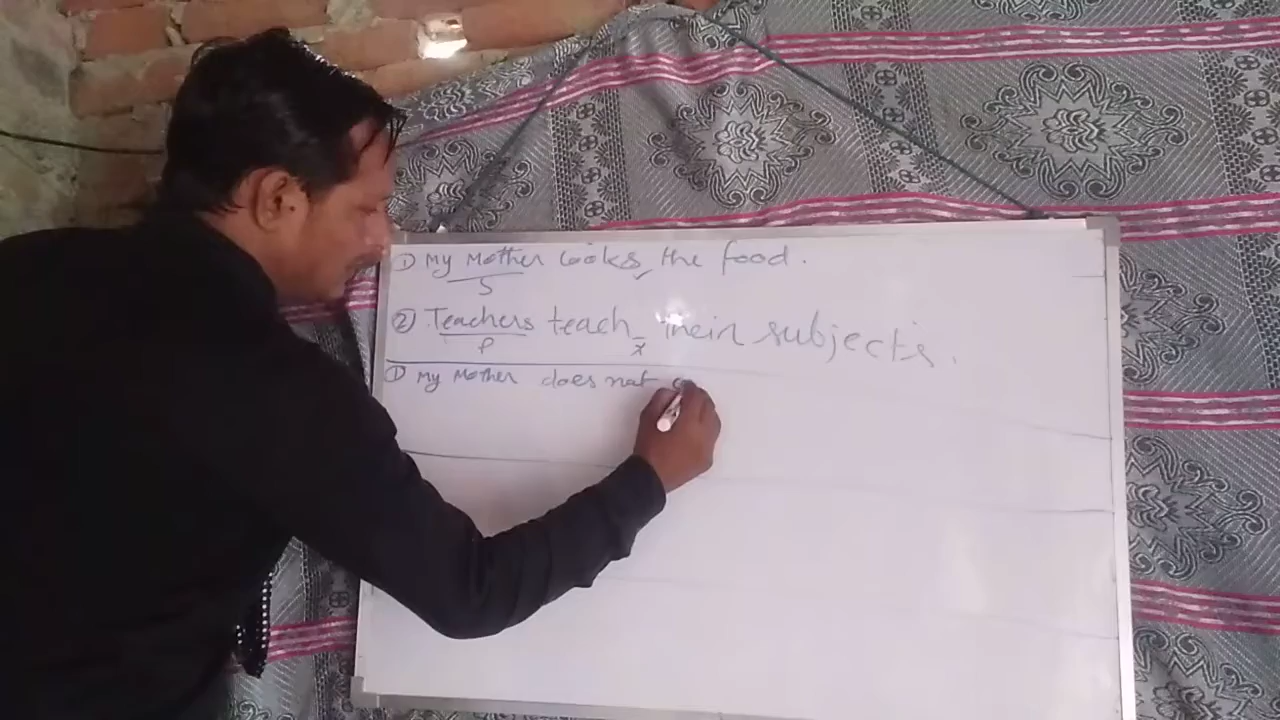 ① My Mother Cooks the food.
S ✓
② Teachers teach their subjects.
P x
① My Mother does not c